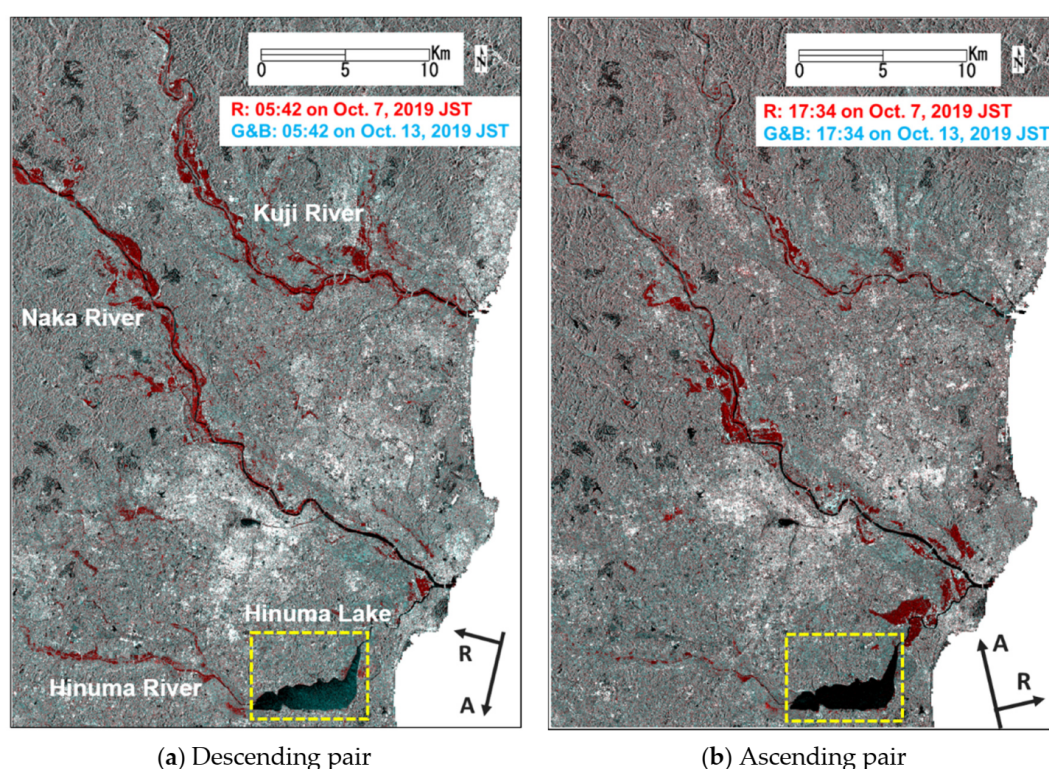 Km
0 5 10
N
R: 05:42 on Oct. 7, 2019 JST
G&B: 05:42 on Oct. 13, 2019 JST
Kuji River
Naka River
Hinuma Lake
Hinuma River
R
A
(a) Descending pair
Km
0 5 10
N
R: 17:34 on Oct. 7, 2019 JST
G&B: 17:34 on Oct. 13, 2019 JST
A
R
(b) Ascending pair